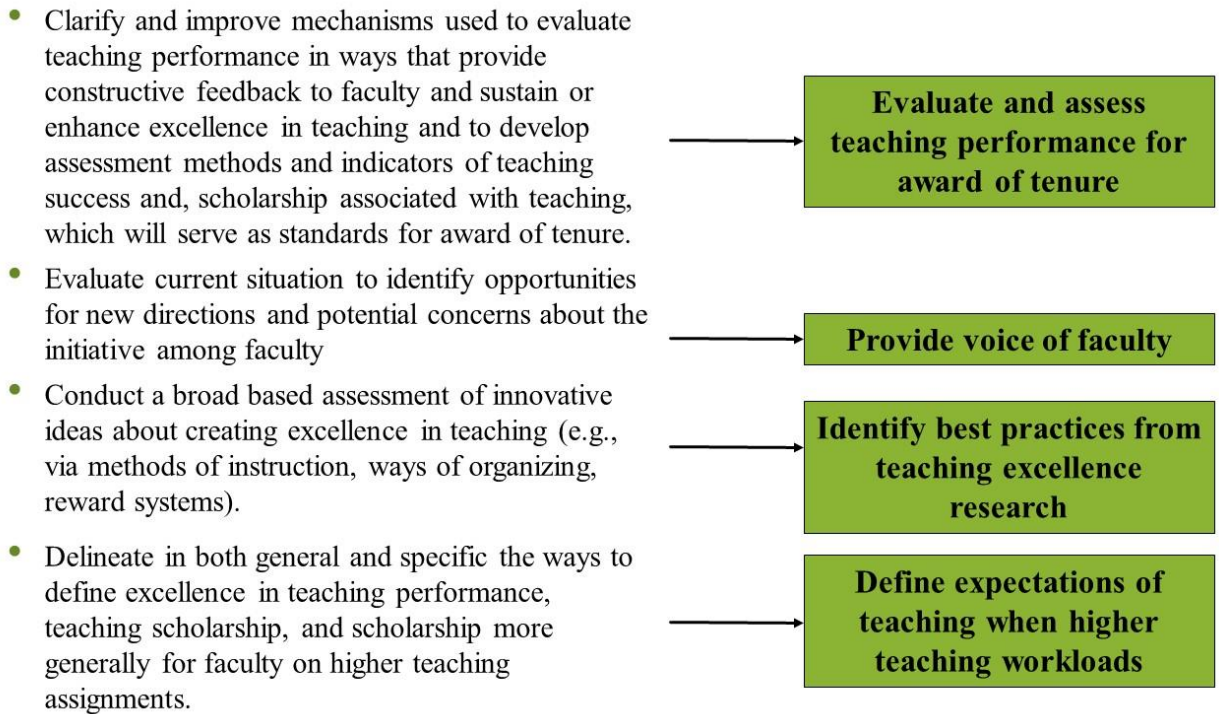 • Clarify and improve mechanisms used to evaluate
teaching performance in ways that provide
constructive feedback to faculty and sustain or
enhance excellence in teaching and to develop
assessment methods and indicators of teaching
success and, scholarship associated with teaching,
which will serve as standards for award of tenure.
Evaluate and assess
teaching performance for
award of tenure
• Evaluate current situation to identify opportunities
for new directions and potential concerns about the
initiative among faculty
Provide voice of faculty
• Conduct a broad based assessment of innovative
ideas about creating excellence in teaching (e.g.,
via methods of instruction, ways of organizing,
reward systems).
Identify best practices from
teaching excellence
research
• Delineate in both general and specific the ways to
define excellence in teaching performance,
teaching scholarship, and scholarship more
generally for faculty on higher teaching
assignments.
Define expectations of
teaching when higher
teaching workloads